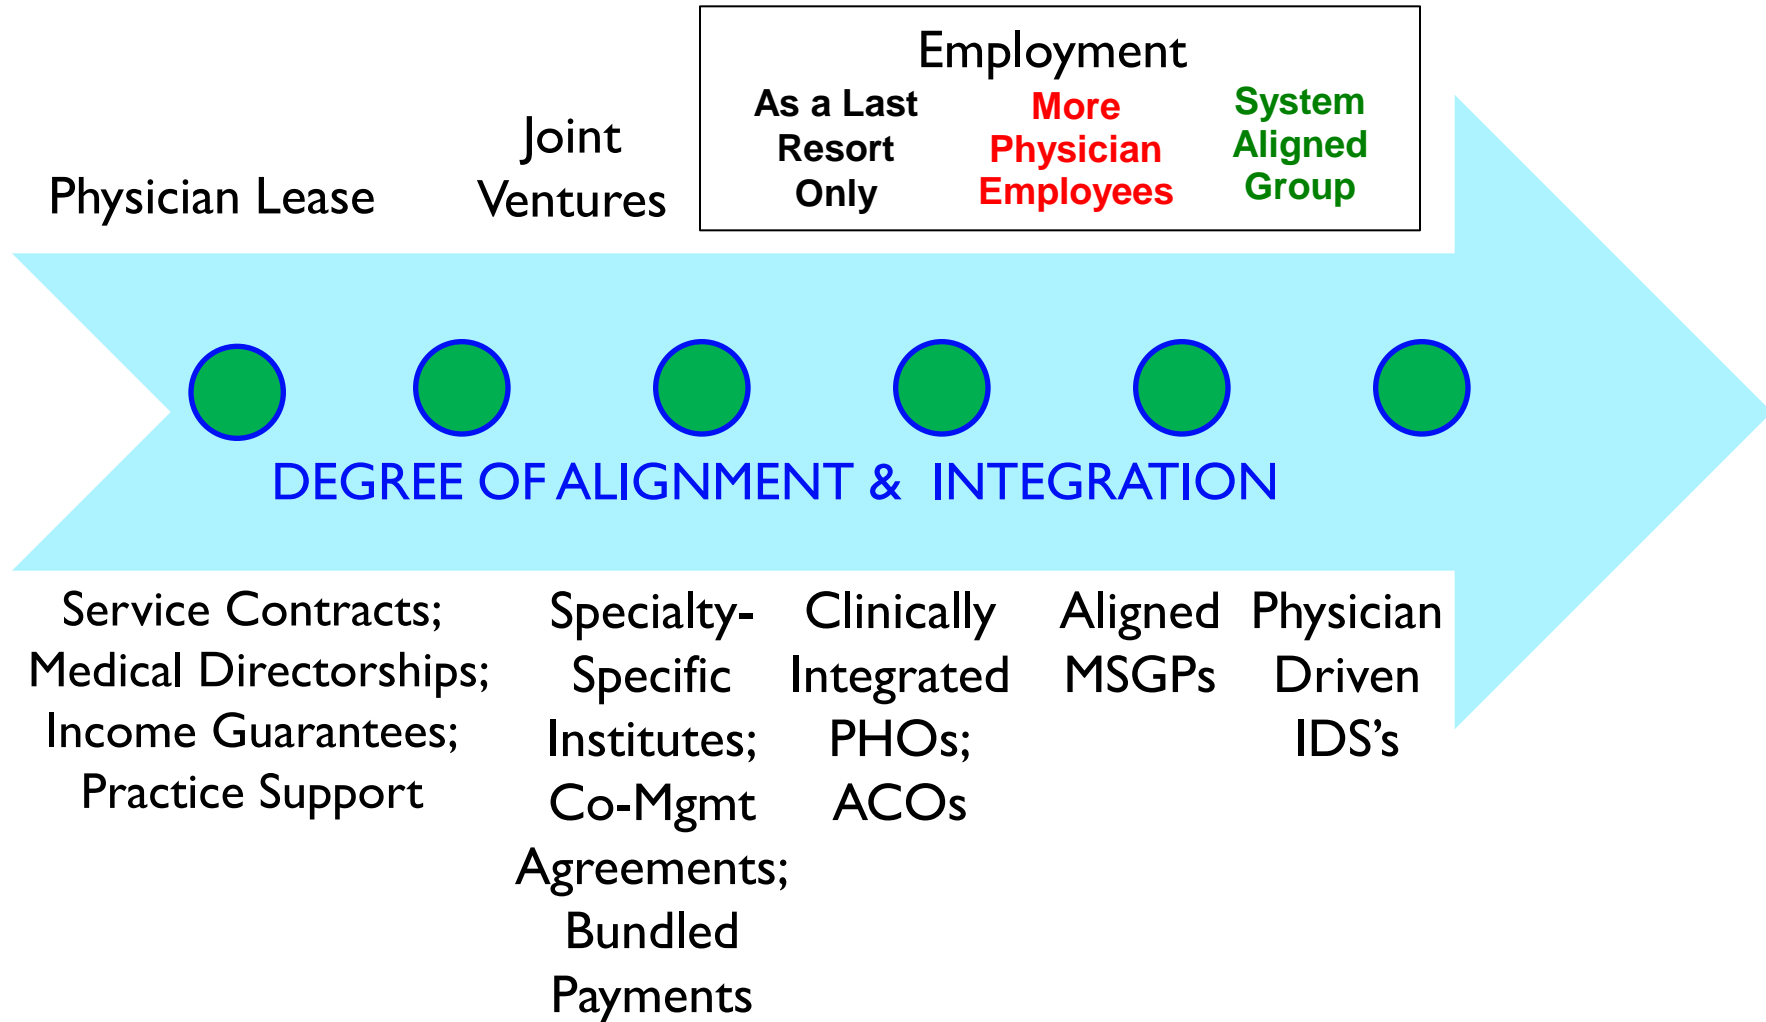 Physician Lease
Joint
Ventures
Employment
As a Last
Resort
Only
More
Physician
Employees
System
Aligned
Group
DEGREE OF ALIGNMENT & INTEGRATION
Service Contracts;
Medical Directorships;
Income Guarantees;
Practice Support
Specialty-
Specific
Institutes;
Co-Mgmt
Agreements;
Bundled
Payments
Clinically
Integrated
PHOs;
ACOs
Aligned
MSGPs
Physician
Driven
IDS's